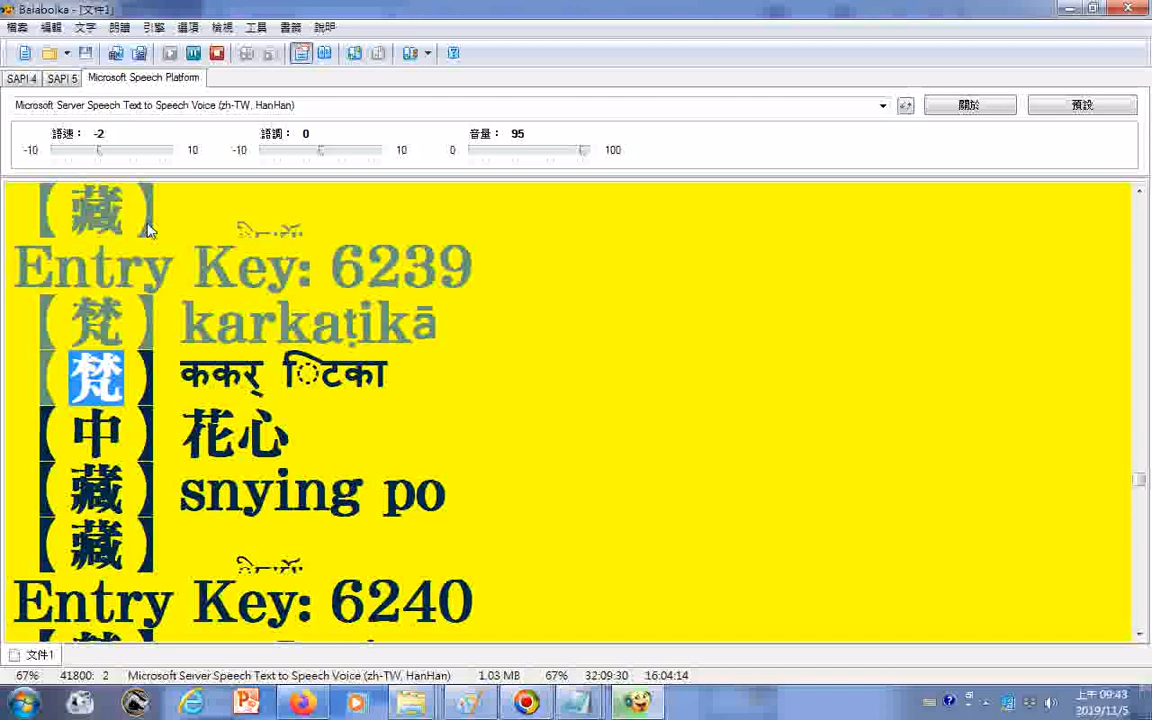 Balabolka - [文件1]
檔案 編輯 文字 朗讀 引擎 選項 檢視 工具 書籤 說明
SAPI 4 SAPI 5 Microsoft Speech Platform
Microsoft Server Speech Text to Speech Voice (zh-TW, HanHan) 關於 預設
語速： -2 語調： 0 音量： 95
-10 10 -10 10 0 100
【藏】
Entry Key: 6239
【梵】 karkaṭikā
【梵】 ककर् िटका
【中】 花心
【藏】 snying po
【藏】
Entry Key: 6240
文件1
67% 41800: 2 Microsoft Server Speech Text to Speech Voice (zh-TW, HanHan) 1.03 MB 67% 32:09:30 16:04:14
上午 09:43
2019/11/5